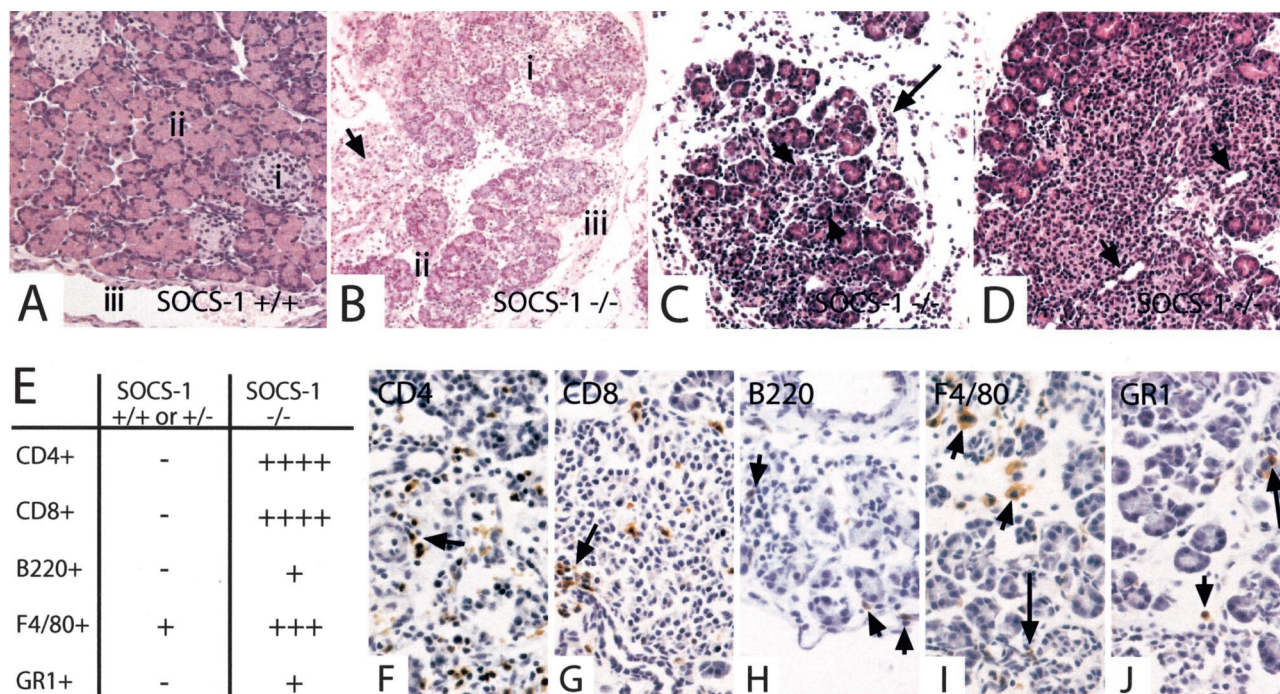 i
ii
iii
A
SOCS-1 +/+
i
ii
iii
B
SOCS-1 -/-
C
SOCS-1 -/-
D
SOCS-1 -/-
E
SOCS-1 +/+ or +/-
SOCS-1 -/-
CD4+ - ++++
CD8+ - ++++
B220+ - +
F4/80+ + +++
GR1+ - +
CD4
F
CD8
G
B220
H
F4/80
I
GR1
J